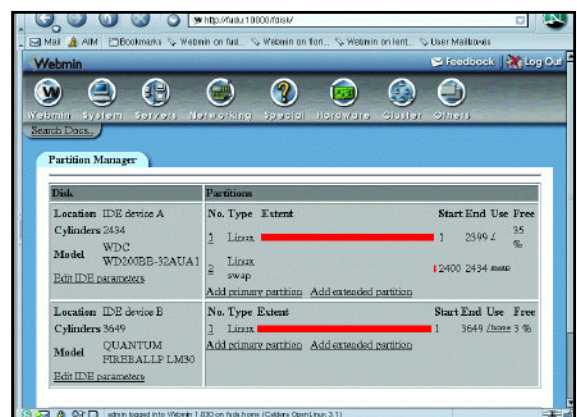 http://fudu:10000/fdisk/
Mail AIM Bookmarks Webmin on fud... Webmin on flori... Webmin on lent... User Mailboxes
Webmin Feedback Log Out
Webmin System Servers Networking Special Hardware Cluster Others
Search Docs..
Partition Manager
Disk Partitions
Location IDE device A No. Type Extent Start End Use Free
Cylinders 2434 1 Linux 1 2399 / 35 %
Model WDC WD200BB-32AUA1 2 Linux swap 2400 2434 swap
Edit IDE parameters Add primary partition Add extended partition
Location IDE device B No. Type Extent Start End Use Free
Cylinders 3649 1 Linux 1 3649 /home 3 %
Model QUANTUM FIREBALLP LM30 Add primary partition Add extended partition
Edit IDE parameters
admin logged into Webmin 1.030 on fudu.home (Caldera OpenLinux 3.1)